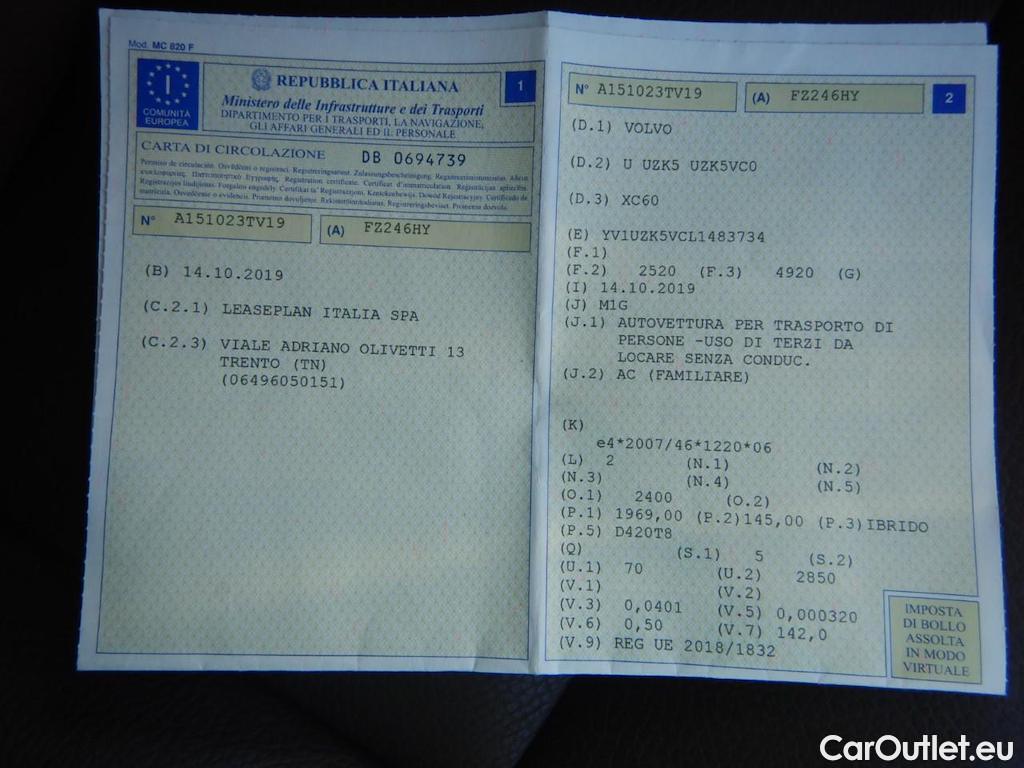 Mod. MC 820 F
I
COMUNITÀ
EUROPEA
REPUBBLICA ITALIANA
1
Ministero delle Infrastrutture e dei Trasporti
DIPARTIMENTO PER I TRASPORTI, LA NAVIGAZIONE,
GLI AFFARI GENERALI ED IL PERSONALE
CARTA DI CIRCOLAZIONE DB 0694739
Permiso de circulación. Osvědčení o registraci. Registreringsattest. Zulassungsbescheinigung.
N° A151023TV19 (A) FZ246HY
(B) 14.10.2019
(C.2.1) LEASEPLAN ITALIA SPA
(C.2.3) VIALE ADRIANO OLIVETTI 13
TRENTO (TN)
(06496050151)
N° A151023TV19 (A) FZ246HY 2
(D.1) VOLVO
(D.2) U UZK5 UZK5VC0
(D.3) XC60
(E) YV1UZK5VCL1483734
(F.1)
(F.2) 2520 (F.3) 4920 (G)
(I) 14.10.2019
(J) M1G
(J.1) AUTOVETTURA PER TRASPORTO DI
PERSONE -USO DI TERZI DA
LOCARE SENZA CONDUC.
(J.2) AC (FAMILIARE)
(K)
e4*2007/46*1220*06
(L) 2 (N.1) (N.2)
(N.3) (N.4) (N.5)
(O.1) 2400 (O.2)
(P.1) 1969,00 (P.2)145,00 (P.3)IBRIDO
(P.5) D420T8
(Q) (S.1) 5 (S.2)
(U.1) 70 (U.2) 2850
(V.1) (V.2)
(V.3) 0,0401 (V.5) 0,000320
(V.6) 0,50 (V.7) 142,0
(V.9) REG UE 2018/1832
IMPOSTA
DI BOLLO
ASSOLTA
IN MODO
VIRTUALE
CarOutlet.eu